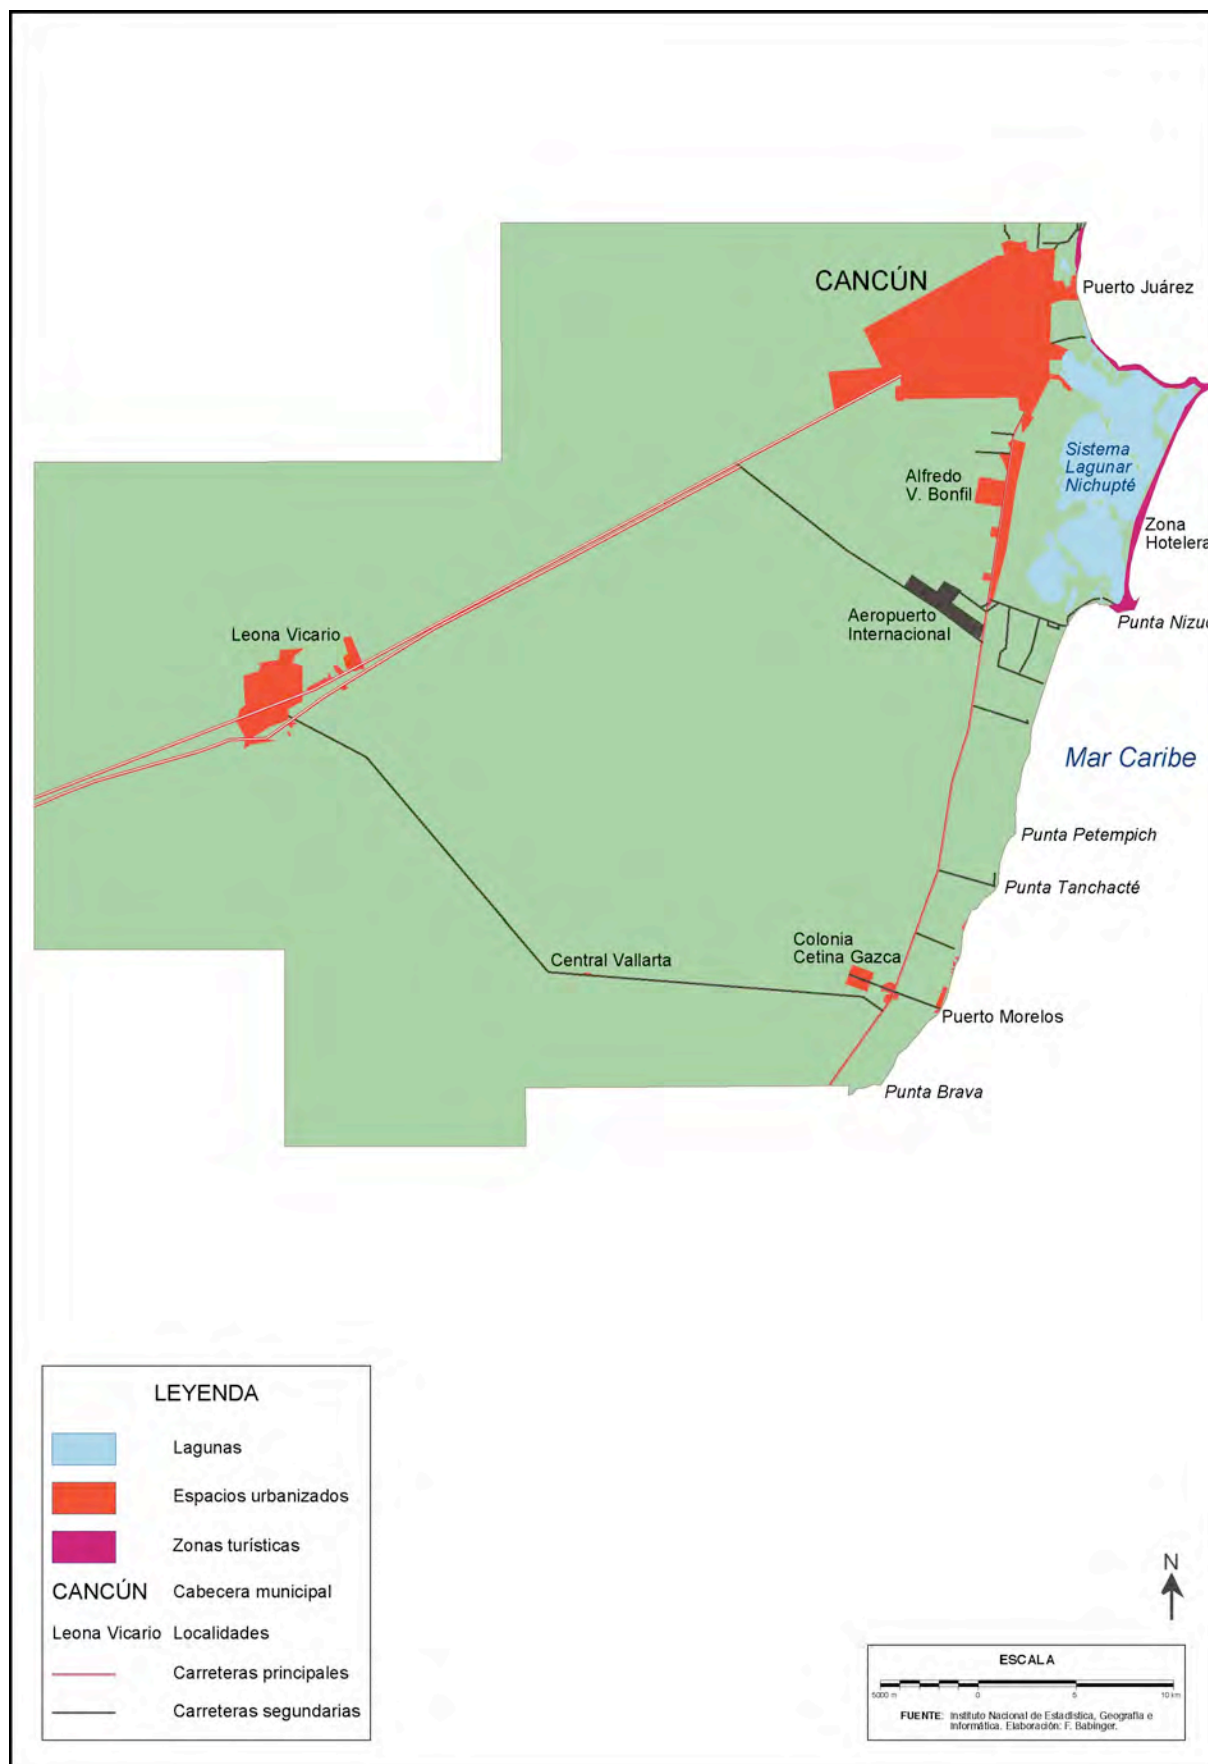 CANCÚN
Puerto Juárez
Sistema
Lagunar
Nichupté
Alfredo
V. Bonfil
Zona
Hotelera
Aeropuerto
Internacional
Punta Nizuc
Leona Vicario
Mar Caribe
Punta Petempich
Punta Tanchacté
Colonia
Cetina Gazca
Central Vallarta
Puerto Morelos
Punta Brava
LEYENDA
Lagunas
Espacios urbanizados
Zonas turísticas
CANCÚN Cabecera municipal
Leona Vicario Localidades
Carreteras principales
Carreteras segundarias
N
ESCALA
5000 m 0 5 10 km
FUENTE: Instituto Nacional de Estadística, Geografía e
Informática. Elaboración: F. Babinger.